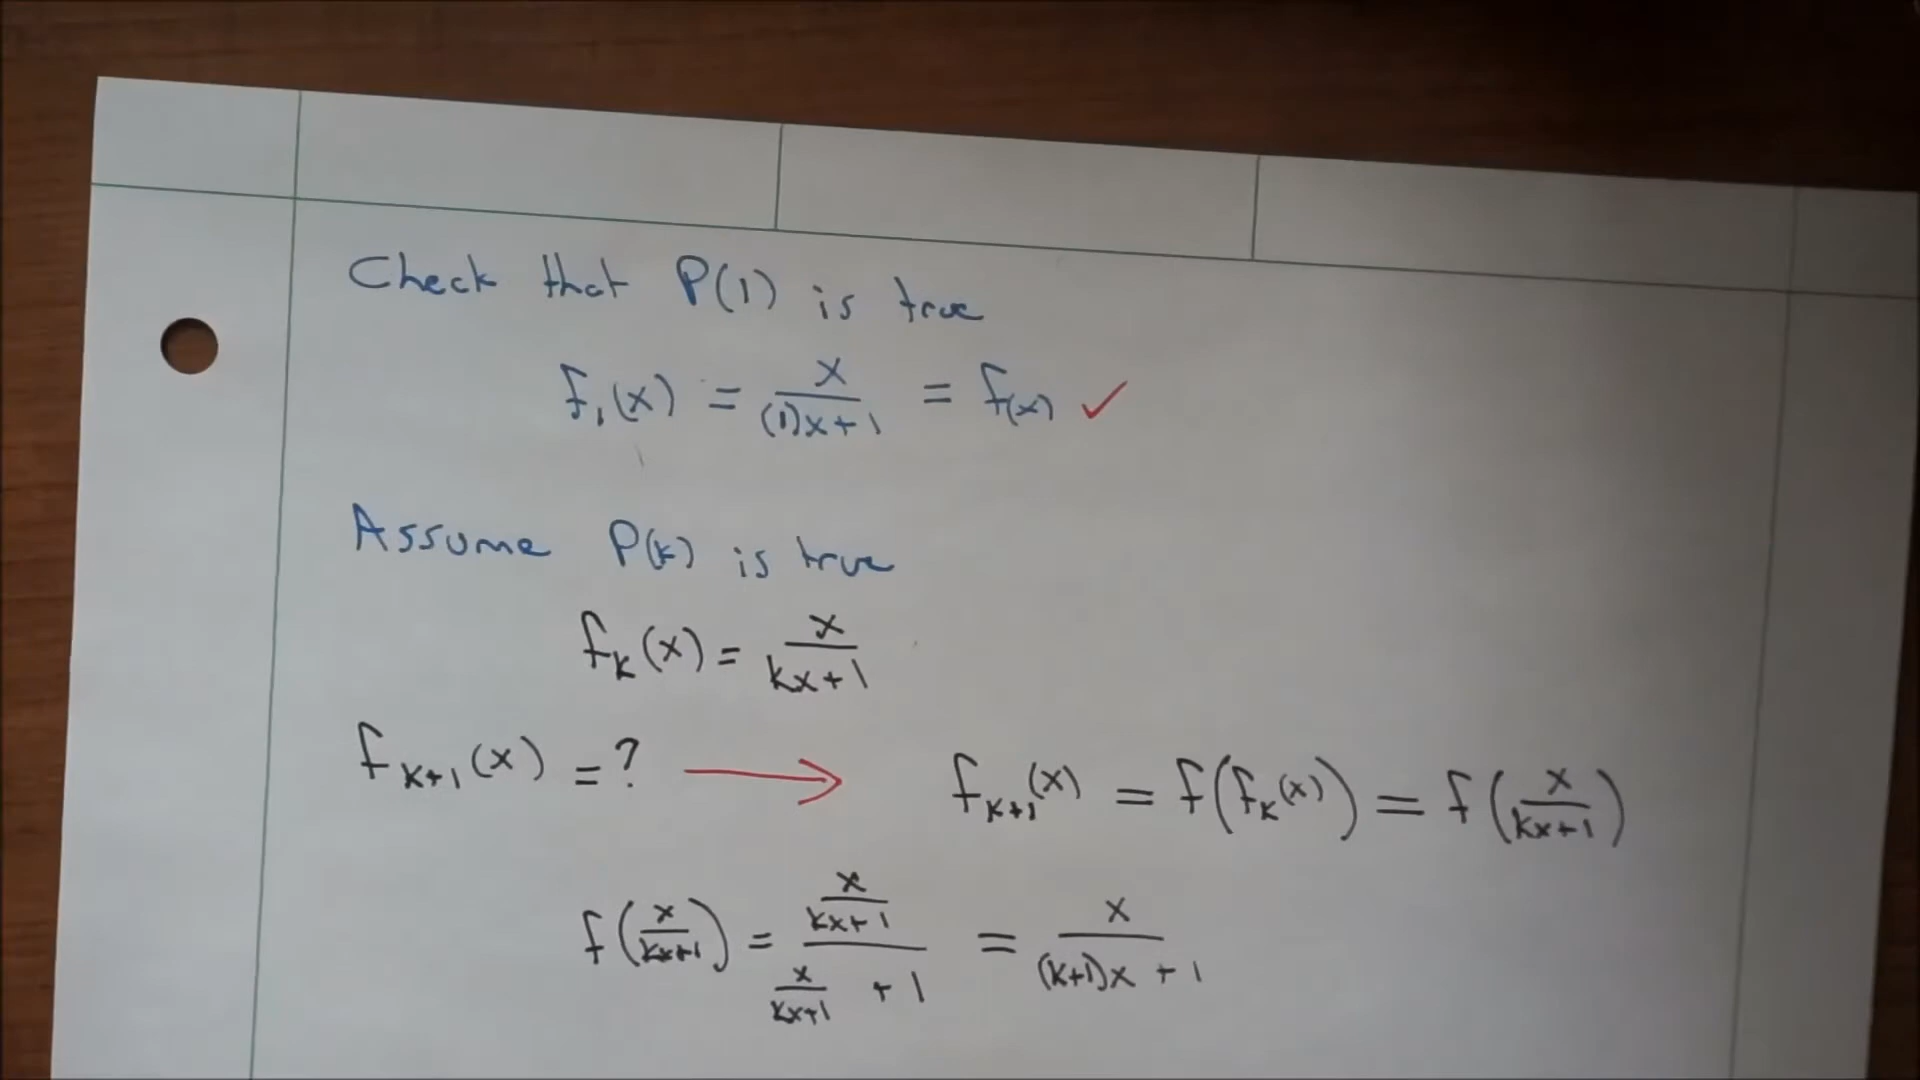 Check that P(1) is true
f₁(x) = x/((1)x+1) = f(x) ✓
Assume P(k) is true
fₖ(x) = x/(kx+1)
fₖ₊₁(x) = ? → fₖ₊₁(x) = f(fₖ(x)) = f(x/(kx+1))
f(x/(kx+1)) = (x/(kx+1))/(x/(kx+1) + 1) = x/((k+1)x + 1)